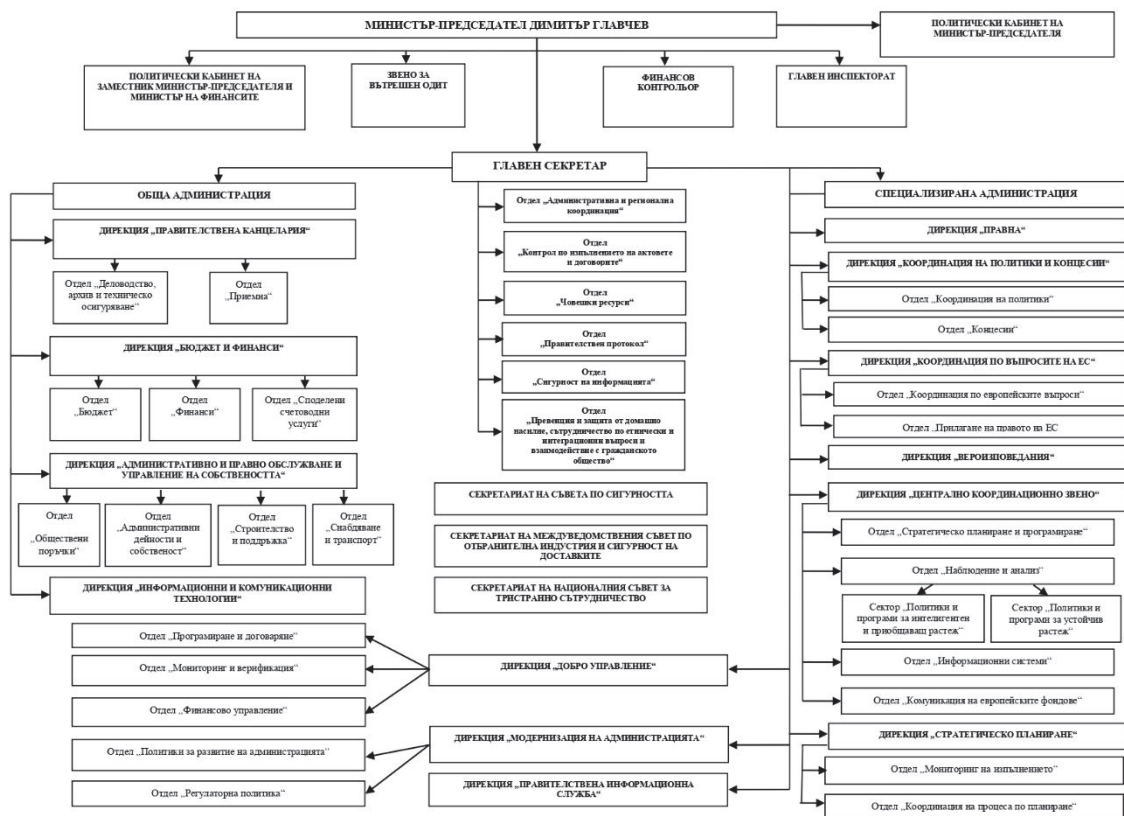 МИНИСТЪР-ПРЕДСЕДАТЕЛ ДИМИТЪР ГЛАВЧЕВ
ПОЛИТИЧЕСКИ КАБИНЕТ НА
МИНИСТЪР-ПРЕДСЕДАТЕЛЯ
ПОЛИТИЧЕСКИ КАБИНЕТ НА
ЗАМЕСТНИК МИНИСТЪР-ПРЕДСЕДАТЕЛЯ И
МИНИСТЪР НА ФИНАНСИТЕ
ЗВЕНО ЗА
ВЪТРЕШЕН ОДИТ
ФИНАНСОВ
КОНТРОЛЬОР
ГЛАВЕН ИНСПЕКТОРАТ
ГЛАВЕН СЕКРЕТАР
ОБЩА АДМИНИСТРАЦИЯ
ДИРЕКЦИЯ „ПРАВИТЕЛСТВЕНА КАНЦЕЛАРИЯ“
Отдел „Деловодство,
архив и техническо
осигуряване“
Отдел
„Приемна“
ДИРЕКЦИЯ „БЮДЖЕТ И ФИНАНСИ“
Отдел
„Бюджет“
Отдел
„Финанси“
Отдел „Споделени
счетоводни
услуги“
ДИРЕКЦИЯ „АДМИНИСТРАТИВНО И ПРАВНО ОБСЛУЖВАНЕ И
УПРАВЛЕНИЕ НА СОБСТВЕНОСТТА“
Отдел
„Обществени
поръчки“
Отдел
„Административни
дейности и
собственост“
Отдел
„Строителство
и поддръжка“
Отдел
„Снабдяване
и транспорт“
ДИРЕКЦИЯ „ИНФОРМАЦИОННИ И КОМУНИКАЦИОННИ
ТЕХНОЛОГИИ“
Отдел „Административна и регионална
координация“
Отдел
„Контрол по изпълнението на актовете
и договорите“
Отдел
„Човешки ресурси“
Отдел
„Правителствен протокол“
Отдел
„Сигурност на информацията“
Отдел
„Превенция и защита от домашно
насилие, сътрудничество по етнически и
интеграционни въпроси и
взаимодействие с гражданското
общество“
СЕКРЕТАРИАТ НА СЪВЕТА ПО СИГУРНОСТТА
СЕКРЕТАРИАТ НА МЕЖДУВЕДОМСТВЕНИЯ СЪВЕТ ПО
ОТБРАНИТЕЛНА ИНДУСТРИЯ И СИГУРНОСТ НА
ДОСТАВКИТЕ
СЕКРЕТАРИАТ НА НАЦИОНАЛНИЯ СЪВЕТ ЗА
ТРИСТРАННО СЪТРУДНИЧЕСТВО
СПЕЦИАЛИЗИРАНА АДМИНИСТРАЦИЯ
ДИРЕКЦИЯ „ПРАВНА“
ДИРЕКЦИЯ „КООРДИНАЦИЯ НА ПОЛИТИКИ И КОНЦЕСИИ“
Отдел „Координация на политики“
Отдел „Концесии“
ДИРЕКЦИЯ „КООРДИНАЦИЯ ПО ВЪПРОСИТЕ НА ЕС“
Отдел „Координация по европейските въпроси“
Отдел „Прилагане на правото на ЕС
ДИРЕКЦИЯ „ВЕРОИЗПОВЕДАНИЯ“
ДИРЕКЦИЯ „ЦЕНТРАЛНО КООРДИНАЦИОННО ЗВЕНО“
Отдел „Стратегическо планиране и програмиране“
Отдел „Наблюдение и анализ“
Сектор „Политики и
програми за интелигентен
и приобщаващ растеж“
Сектор „Политики и
програми за устойчив
растеж“
Отдел „Информационни системи“
Отдел „Комуникация на европейските фондове“
ДИРЕКЦИЯ „СТРАТЕГИЧЕСКО ПЛАНИРАНЕ“
Отдел „Мониторинг на изпълнението“
Отдел „Координация на процеса по планиране“
ДИРЕКЦИЯ „ДОБРО УПРАВЛЕНИЕ“
Отдел „Програмиране и договаряне“
Отдел „Мониторинг и верификация“
Отдел „Финансово управление“
ДИРЕКЦИЯ „МОДЕРНИЗАЦИЯ НА АДМИНИСТРАЦИЯТА“
Отдел „Политики за развитие на администрацията“
Отдел „Регулаторна политика“
ДИРЕКЦИЯ „ПРАВИТЕЛСТВЕНА ИНФОРМАЦИОННА
СЛУЖБА“